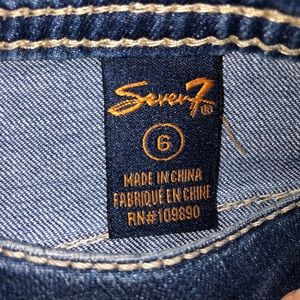 Seven7
6
MADE IN CHINA
FABRIQUÉ EN CHINE
RN#109890